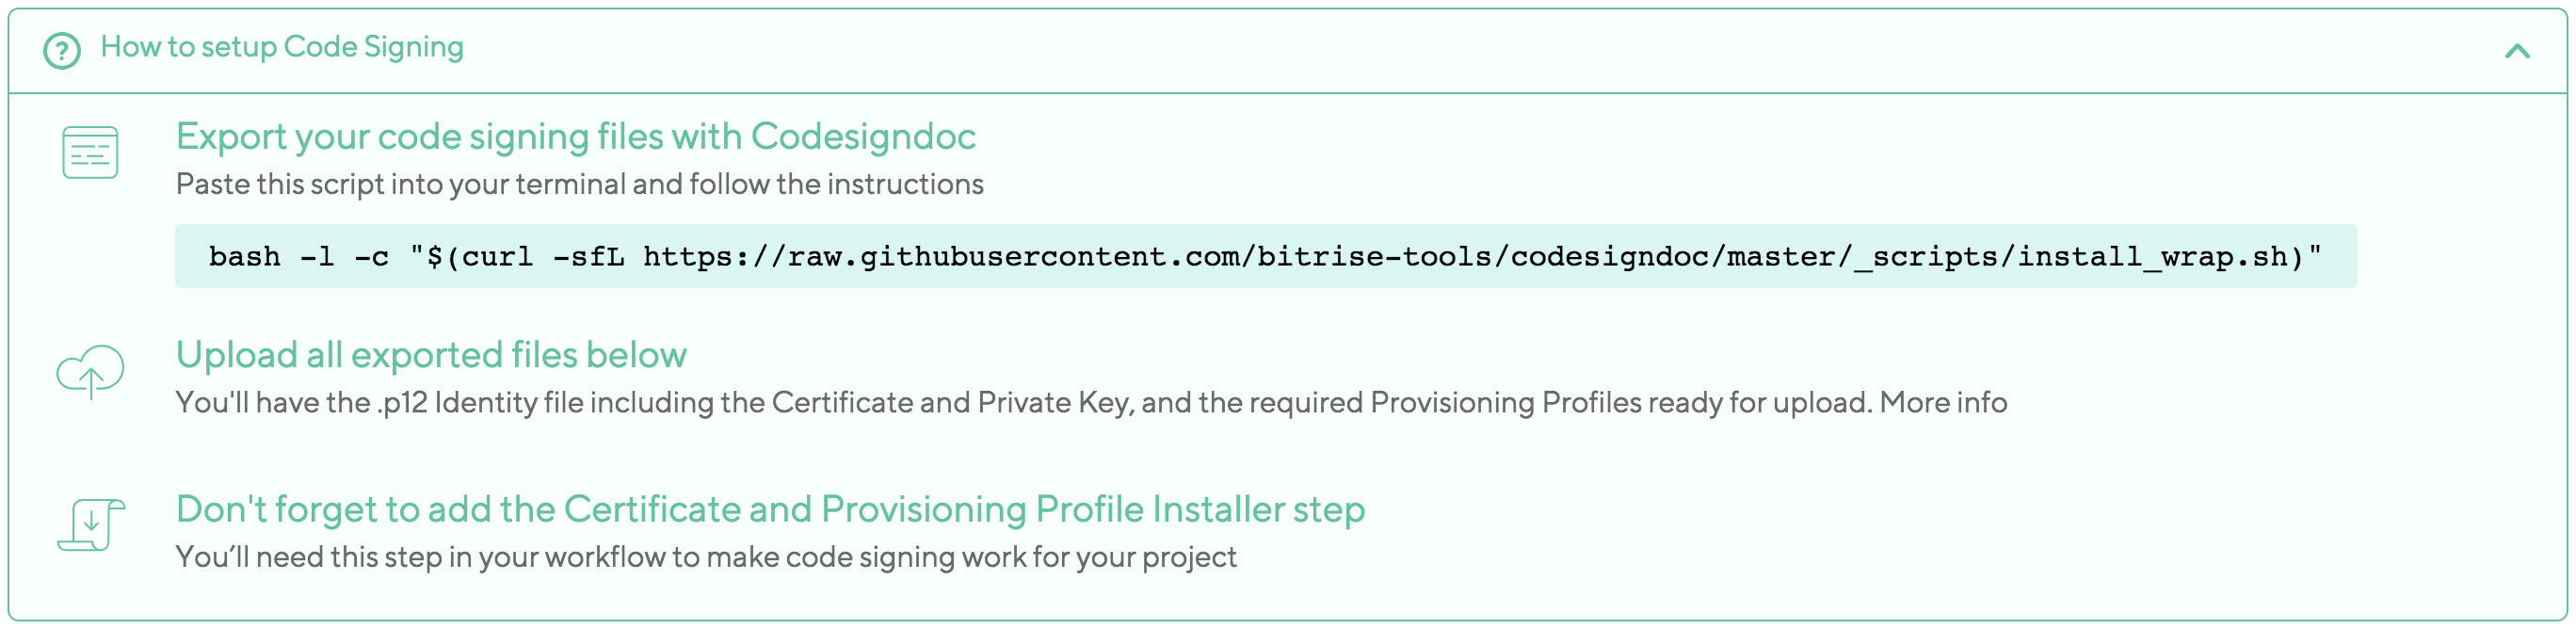 How to setup Code Signing
Export your code signing files with Codesigndoc
Paste this script into your terminal and follow the instructions
bash -l -c "$(curl -sfL https://raw.githubusercontent.com/bitrise-tools/codesigndoc/master/_scripts/install_wrap.sh)"
Upload all exported files below
You'll have the .p12 Identity file including the Certificate and Private Key, and the required Provisioning Profiles ready for upload. More info
Don't forget to add the Certificate and Provisioning Profile Installer step
You’ll need this step in your workflow to make code signing work for your project